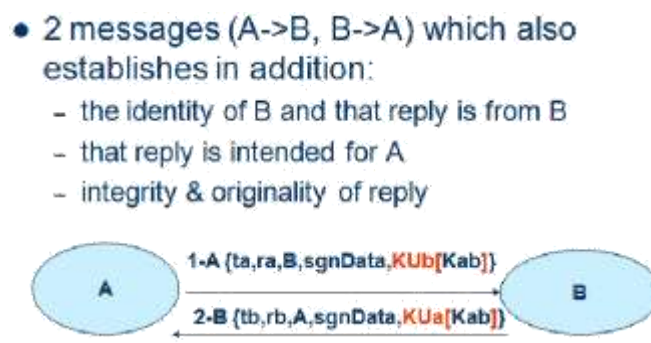 • 2 messages (A->B, B->A) which also
establishes in addition:
– the identity of B and that reply is from B
– that reply is intended for A
– integrity & originality of reply
1-A {ta,ra,B,sgnData,KUb[Kab]}
A
B
2-B {tb,rb,A,sgnData,KUa[Kab]}